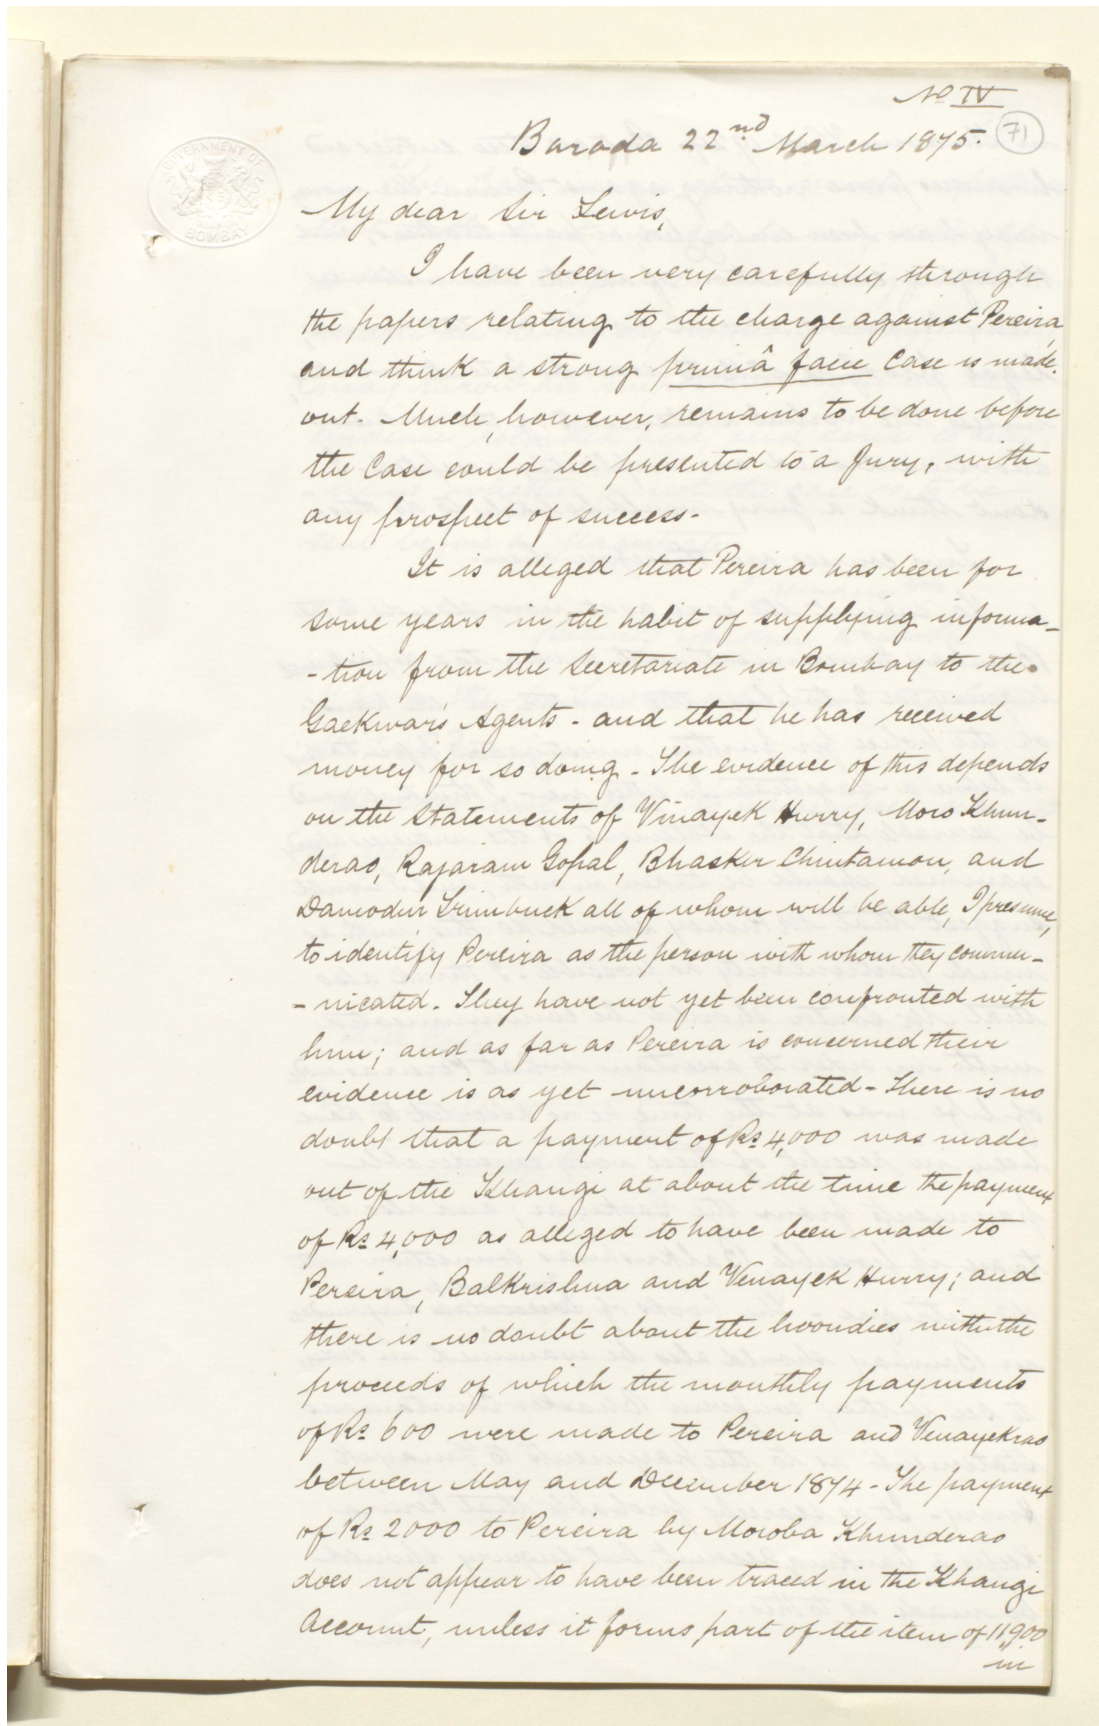 No IV
71
Baroda 22nd March 1875.
GOVERNMENT OF
BOMBAY
My dear Sir Lewis,
I have been very carefully through
the papers relating to the charge against Pereira,
and think a strong primâ facie Case is made
out. Much, however, remains to be done before
the Case could be presented to a Jury, with
any prospect of success.
It is alleged that Pereira has been for
some years in the habit of supplying informa-
-tion from the Secretariate in Bombay to the
Gaekwar's Agents - and that he has received
money for so doing - The evidence of this depends
on the Statements of Vinayek Hurry, Moro Khun-
derao, Rajaram Gopal, Bhasker Chintamon, and
Damodur Trimbuck all of whom will be able, I presume,
to identify Pereira as the person with whom they commu-
-nicated. They have not yet been confronted with
him; and as far as Pereira is concerned their
evidence is as yet uncorroborated - There is no
doubt that a payment of Rs 4,000 was made
out of the Khangi at about the time the payment
of Rs 4,000 as alleged to have been made to
Pereira, Balkrishna and Venayek Hurry; and
there is no doubt about the hoondies with the
proceeds of which the monthly payments
of Rs 600 were made to Pereira and Venayekrao
between May and December 1874 - The payment
of Rs 2000 to Pereira by Moroba Khunderao
does not appear to have been traced in the Khangi
Account, unless it forms part of the item of 11,900
in